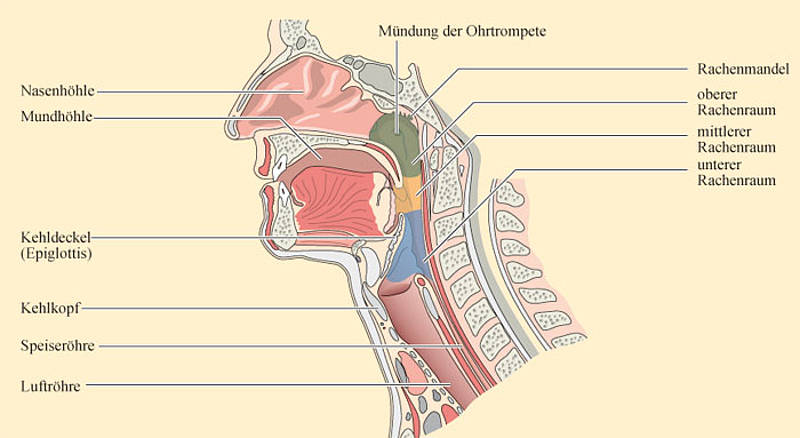 Mündung der Ohrtrompete
Nasenhöhle
Mundhöhle
Kehldeckel
(Epiglottis)
Kehlkopf
Speiseröhre
Luftröhre
Rachenmandel
oberer
Rachenraum
mittlerer
Rachenraum
unterer
Rachenraum